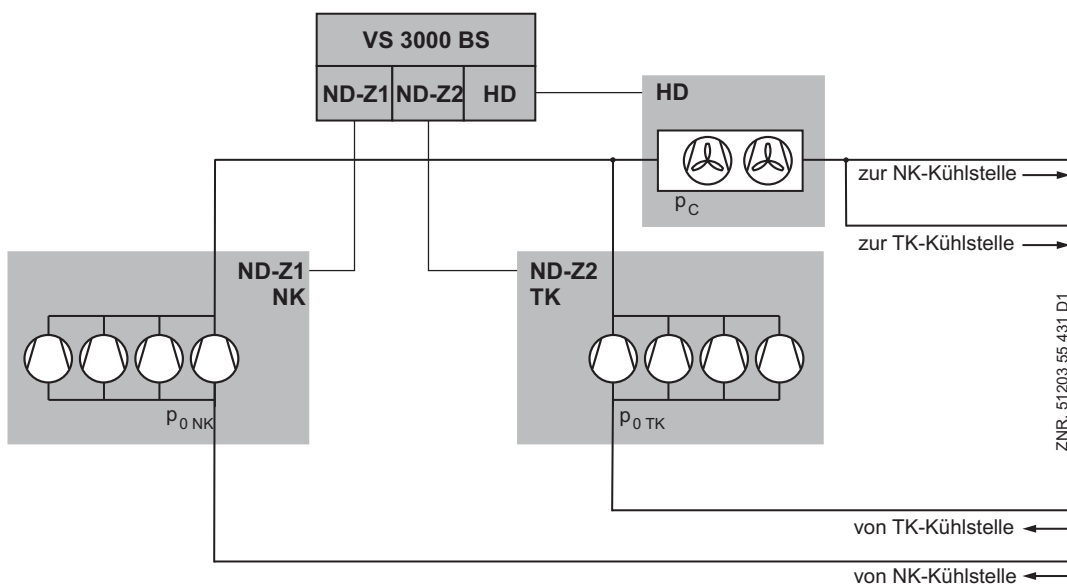 VS 3000 BS
ND-Z1 ND-Z2 HD
HD
p C
zur NK-Kühlstelle
zur TK-Kühlstelle
ND-Z1
NK
ND-Z2
TK
p 0 NK
p 0 TK
ZNR. 51203 55 431 D1
von TK-Kühlstelle
von NK-Kühlstelle